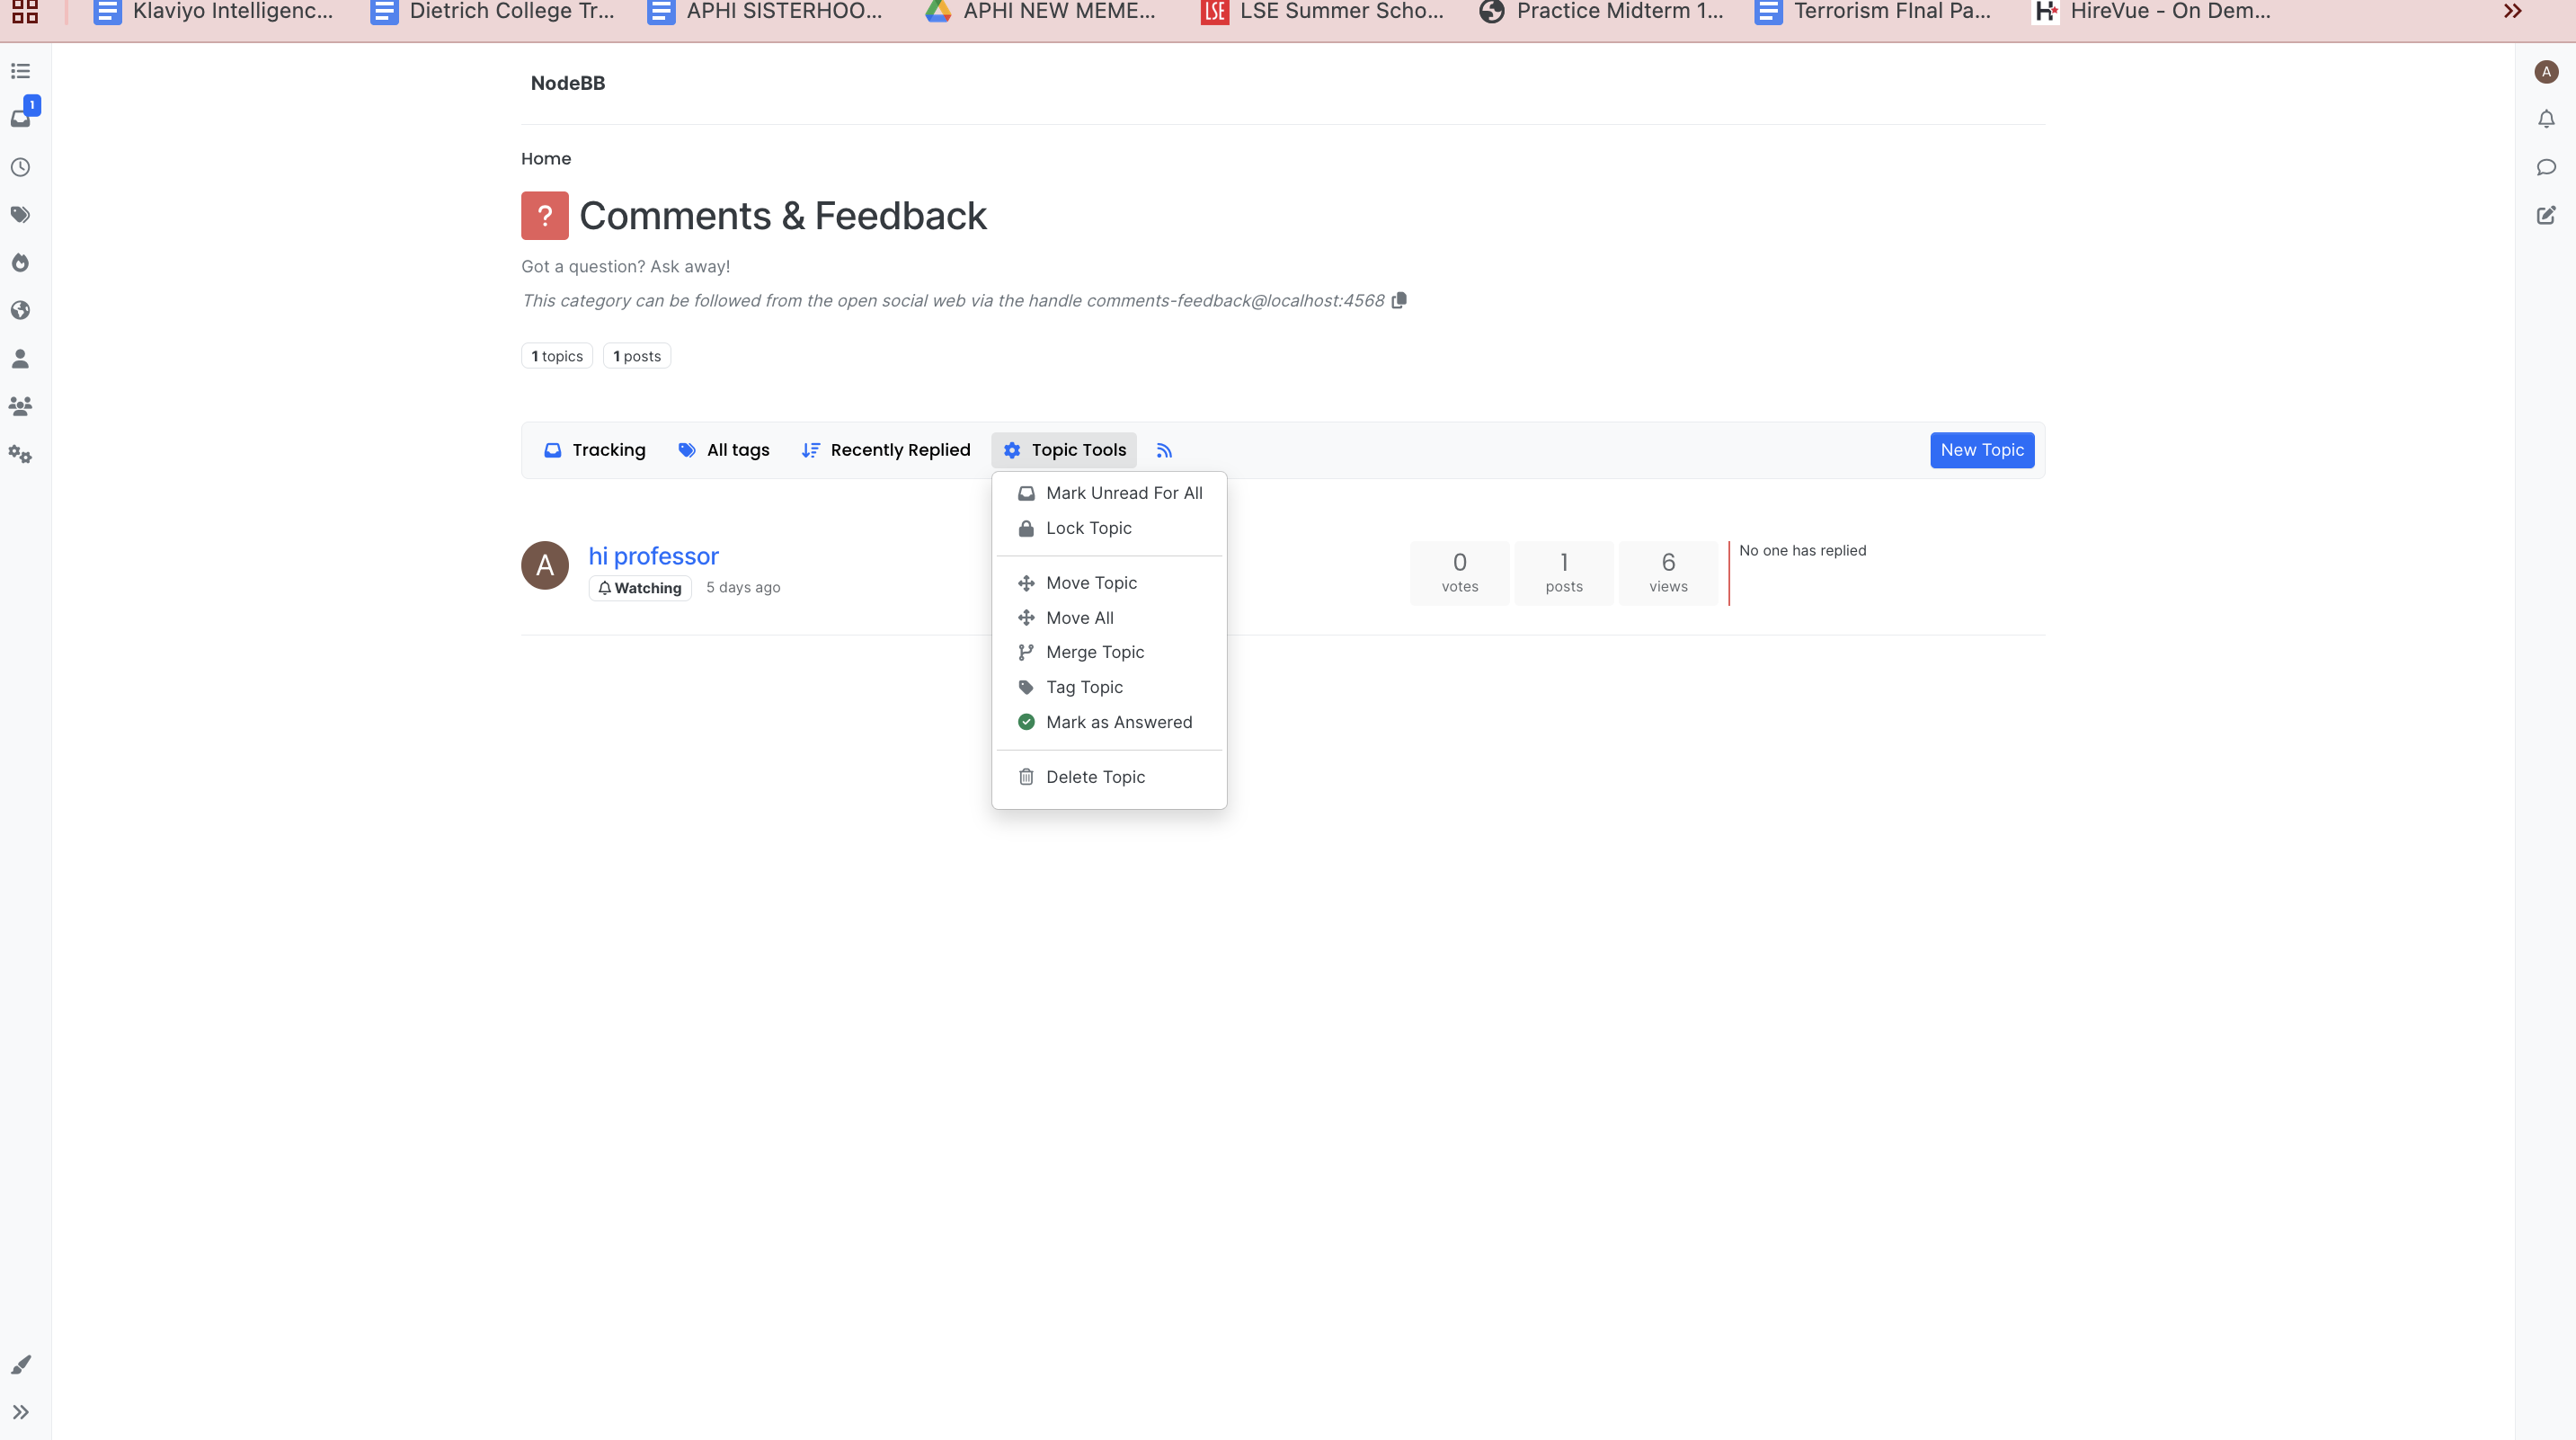 Klaviyo Intelligenc... Dietrich College Tr... APHI SISTERHOO... APHI NEW MEME... LSE LSE Summer Scho... Practice Midterm 1... Terrorism FInal Pa... H HireVue - On Dem...
1
A
NodeBB
Home
? Comments & Feedback
Got a question? Ask away!
This category can be followed from the open social web via the handle comments-feedback@localhost:4568
1 topics 1 posts
Tracking All tags Recently Replied Topic Tools New Topic
Mark Unread For All
Lock Topic
Move Topic
Move All
Merge Topic
Tag Topic
Mark as Answered
Delete Topic
A hi professor
Watching 5 days ago
0 votes
1 posts
6 views
No one has replied